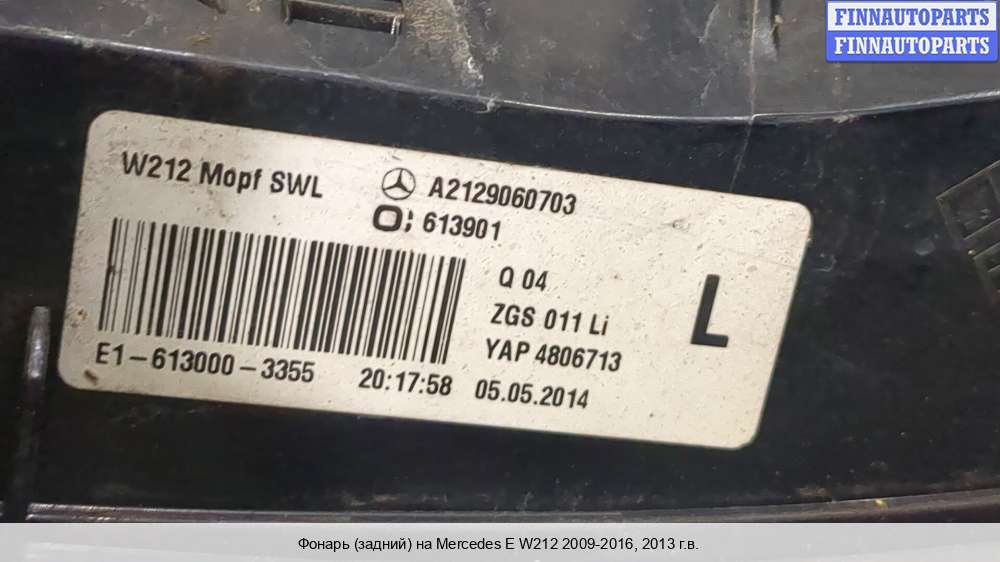 FINNAUTOPARTS
FINNAUTOPARTS
W212 Mopf SWL
A2129060703
O; 613901
Q 04
ZGS 011 Li
L
YAP 4806713
E1-613000-3355
20:17:58 05.05.2014
Фонарь (задний) на Mercedes E W212 2009-2016, 2013 г.в.